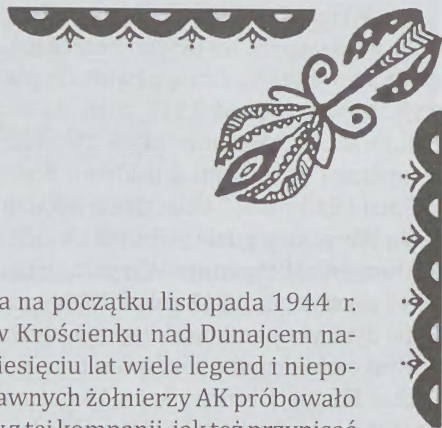 a na początku listopada 1944 r.
w Krościenku nad Dunajcem na-
iesięciu lat wiele legend i niepo-
awnych żołnierzy AK próbowało
z tej kompanii, jak też przypisać